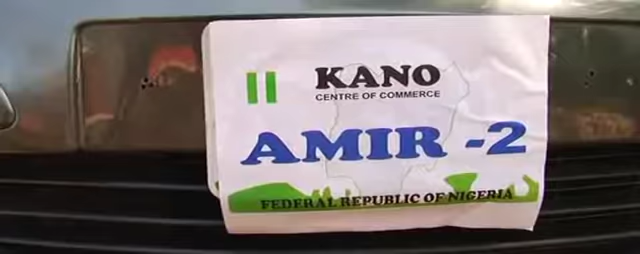 KANO
CENTRE OF COMMERCE
AMIR -2
FEDERAL REPUBLIC OF NIGERIA